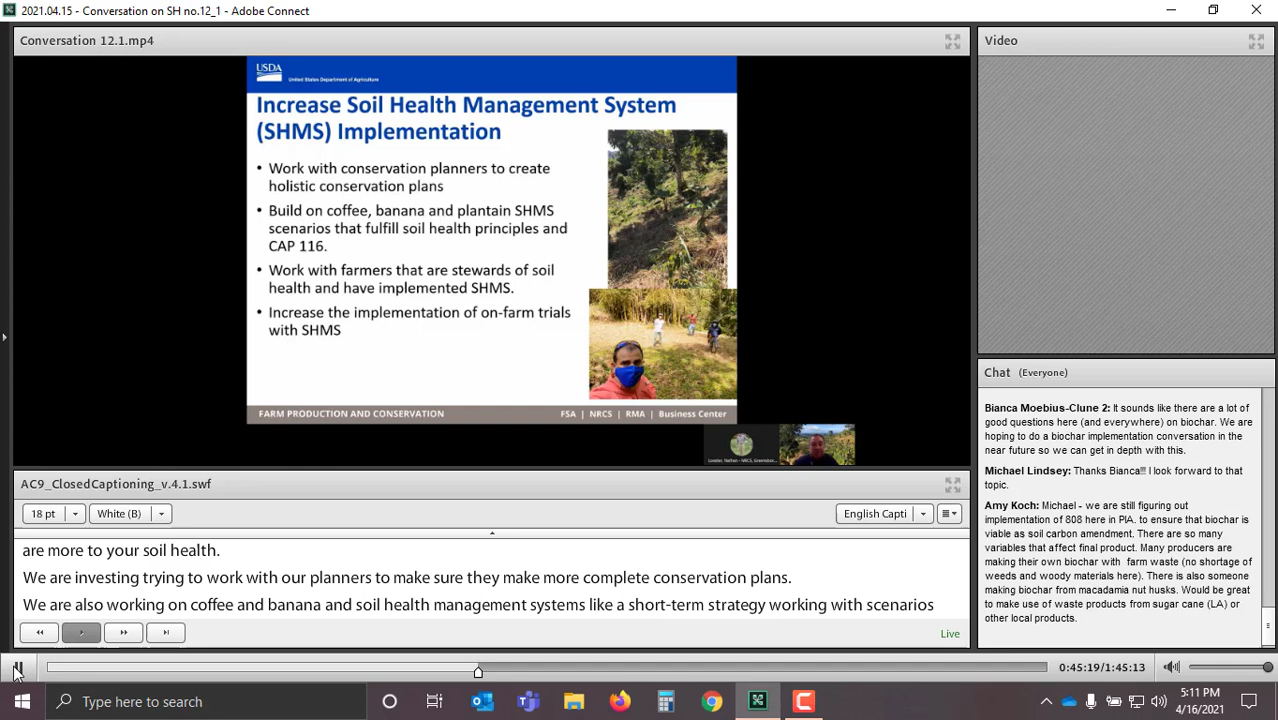 2021.04.15 - Conversation on SH no.12_1 - Adobe Connect
Conversation 12.1.mp4
USDA
United States Department of Agriculture
Increase Soil Health Management System
(SHMS) Implementation
• Work with conservation planners to create
holistic conservation plans
• Build on coffee, banana and plantain SHMS
scenarios that fulfill soil health principles and
CAP 116.
• Work with farmers that are stewards of soil
health and have implemented SHMS.
• Increase the implementation of on-farm trials
with SHMS
FARM PRODUCTION AND CONSERVATION
FSA | NRCS | RMA | Business Center
AC9_ClosedCaptioning_v.4.1.swf
18 pt
White (B)
English Capti
are more to your soil health.
We are investing trying to work with our planners to make sure they make more complete conservation plans.
We are also working on coffee and banana and soil health management systems like a short-term strategy working with scenarios
Live
Video
Chat (Everyone)
Bianca Moebius-Clune 2: It sounds like there are a lot of
good questions here (and everywhere) on biochar. We are
hoping to do a biochar implementation conversation in the
near future so we can get in depth with this.
Michael Lindsey: Thanks Bianca!!! I look forward to that
topic.
Amy Koch: Michael - we are still figuring out
implementation of 808 here in PIA. to ensure that biochar is
viable as soil carbon amendment. There are so many
variables that affect final product. Many producers are
making their own biochar with farm waste (no shortage of
weeds and woody materials here). There is also someone
making biochar from macadamia nut husks. Would be great
to make use of waste products from sugar cane (LA) or
other local products.
0:45:19/1:45:13
Type here to search
5:11 PM
4/16/2021